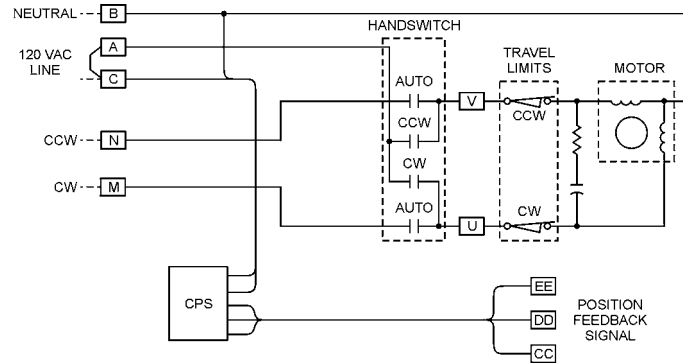 NEUTRAL
B
HANDSWITCH
A
120 VAC
LINE
C
TRAVEL
LIMITS
MOTOR
AUTO
V
CCW
CCW
CCW
N
CW
CW
M
AUTO
U
CW
CPS
EE
DD
CC
POSITION
FEEDBACK
SIGNAL